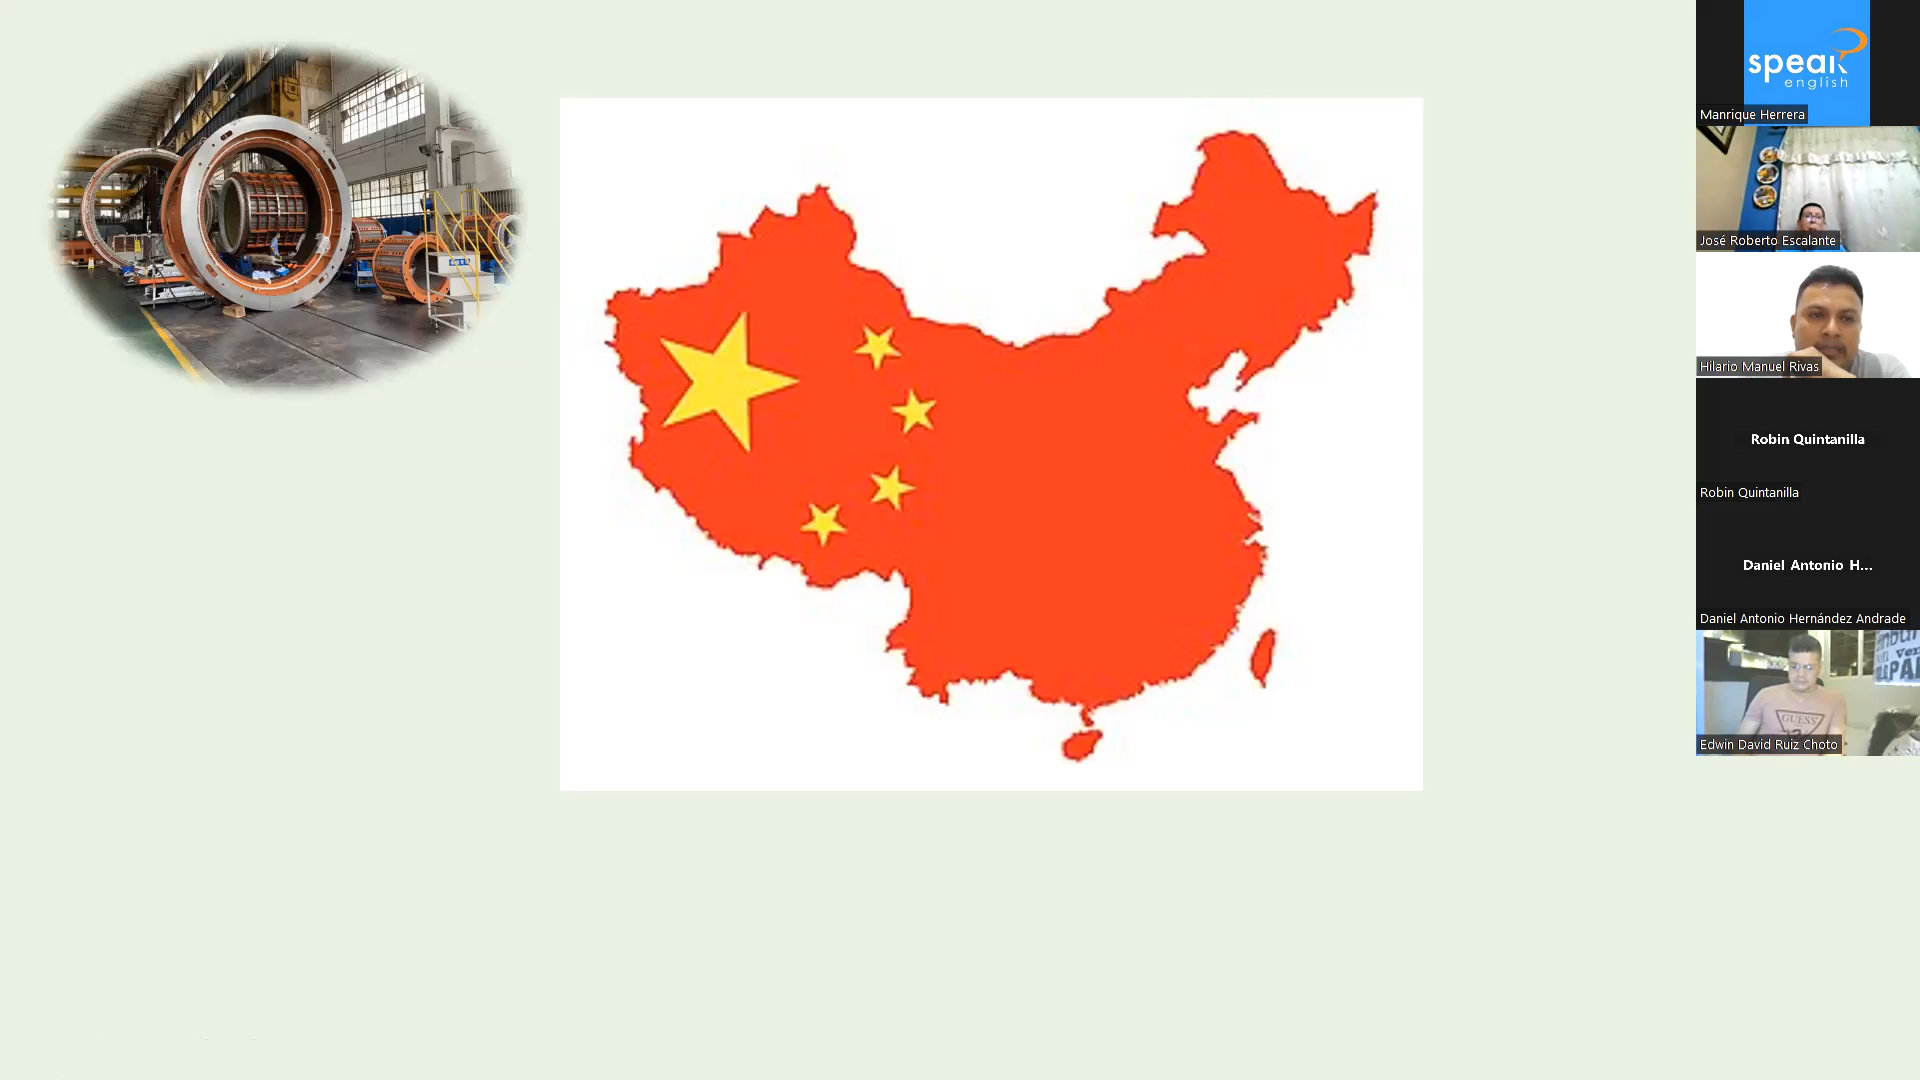 speak
english
Manrique Herrera
José Roberto Escalante
Hilario Manuel Rivas
Robin Quintanilla
Robin Quintanilla
Daniel Antonio H...
Daniel Antonio Hernández Andrade
GUESS
Edwin David Ruiz Choto